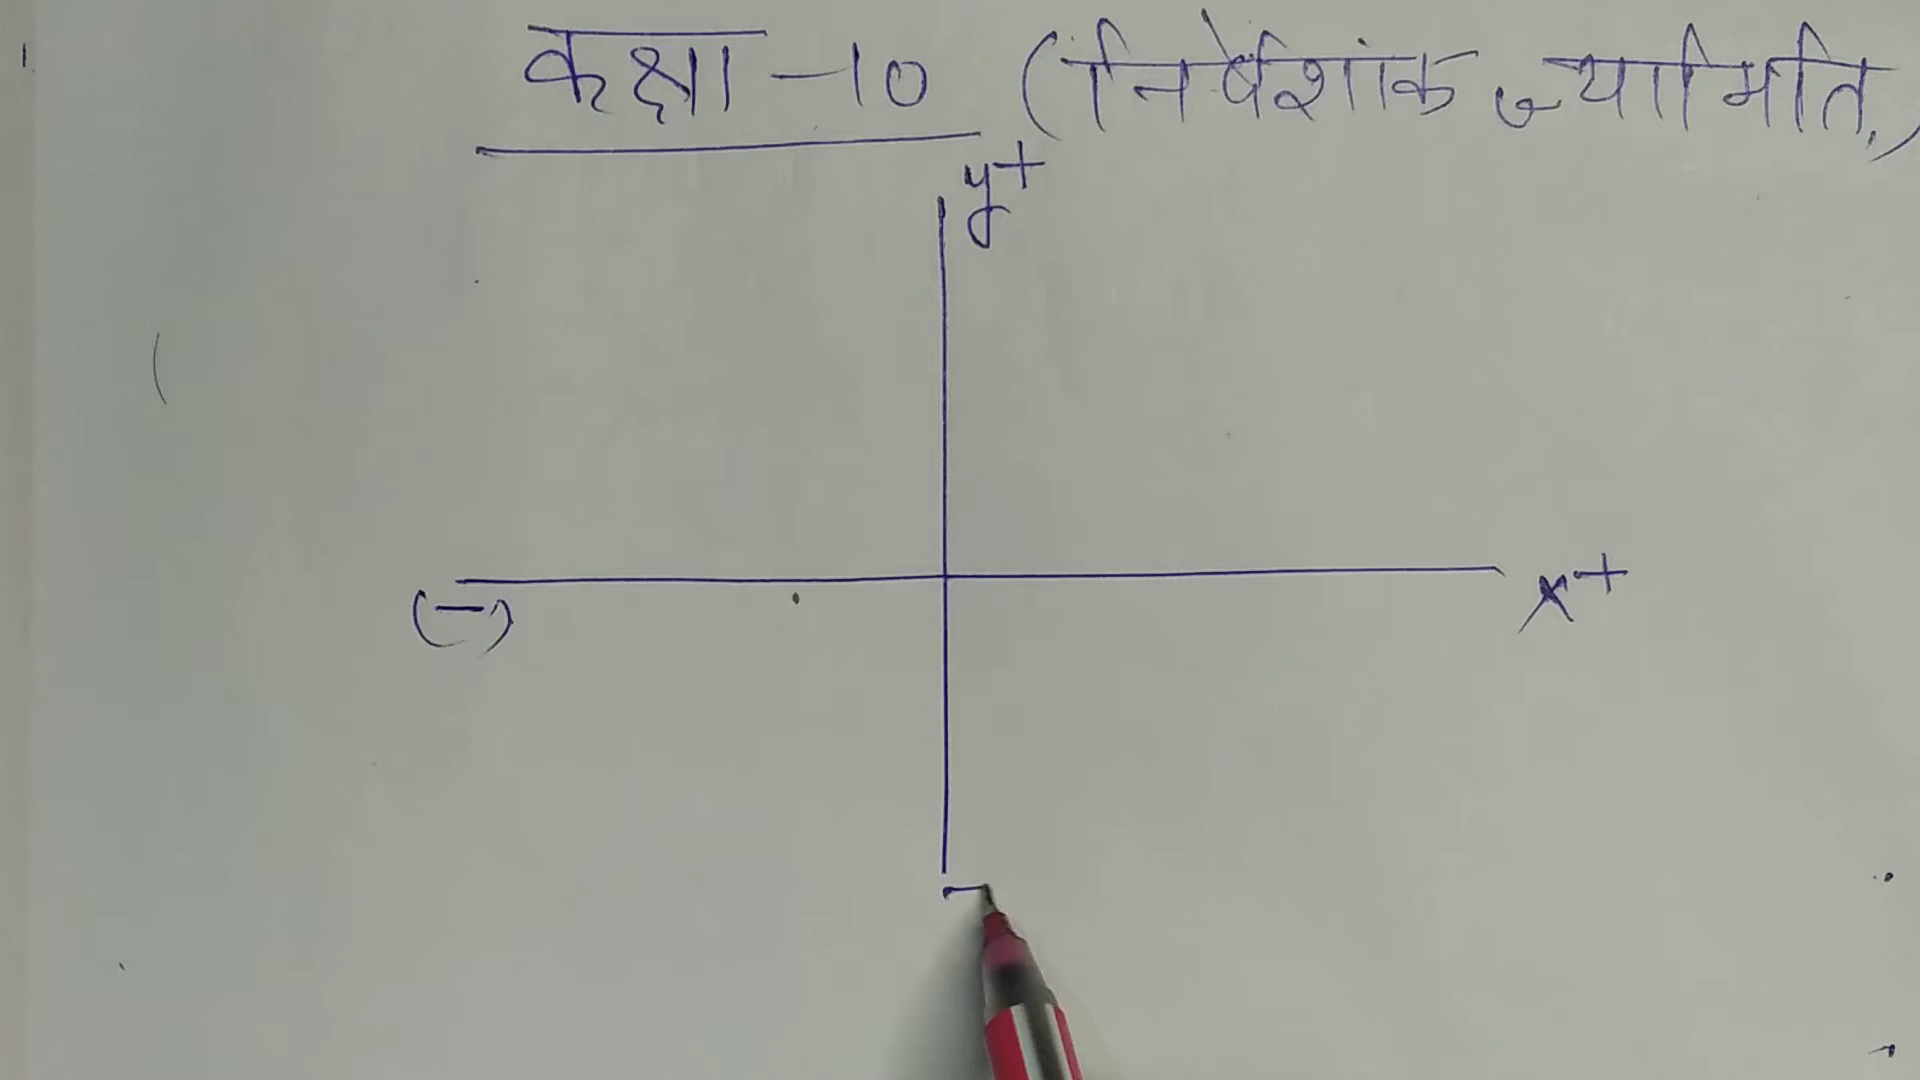 कक्षा -10 (निर्देशांक ज्यामिति)
y+
x+
(-)
-